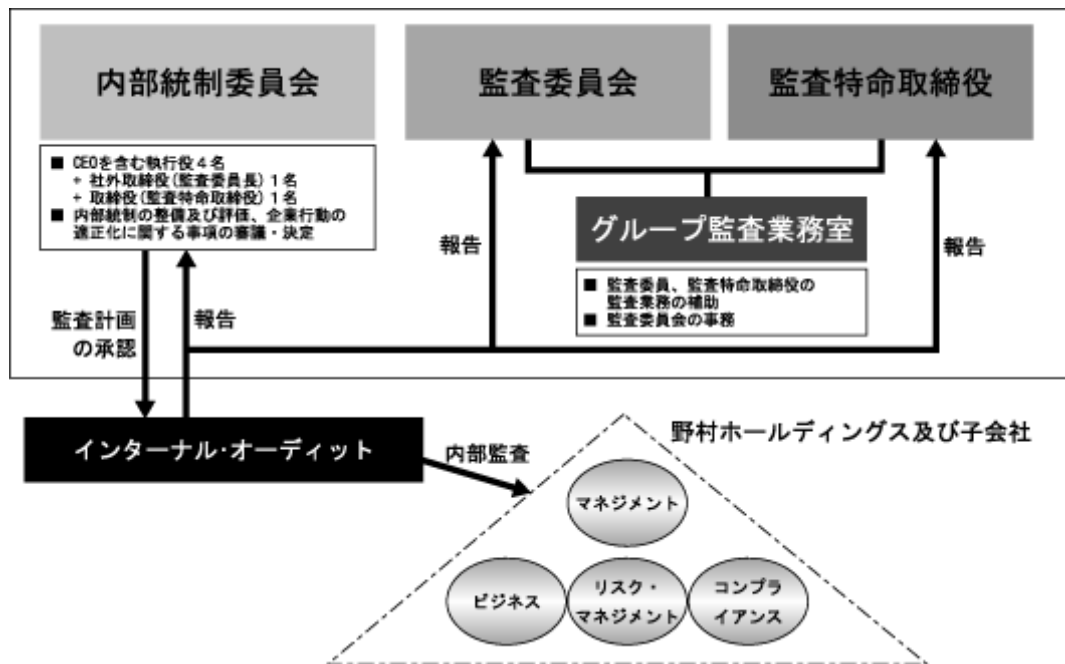 内部統制委員会
監査委員会
監査特命取締役
■ CEOを含む執行役４名
+ 社外取締役(監査委員長)１名
+ 取締役(監査特命取締役)１名
■ 内部統制の整備及び評価、企業行動の
適正化に関する事項の審議・決定
グループ監査業務室
■ 監査委員、監査特命取締役の
監査業務の補助
■ 監査委員会の事務
報告
報告
監査計画
の承認
報告
インターナル・オーディット
内部監査
野村ホールディングス及び子会社
マネジメント
ビジネス
リスク・
マネジメント
コンプラ
イアンス